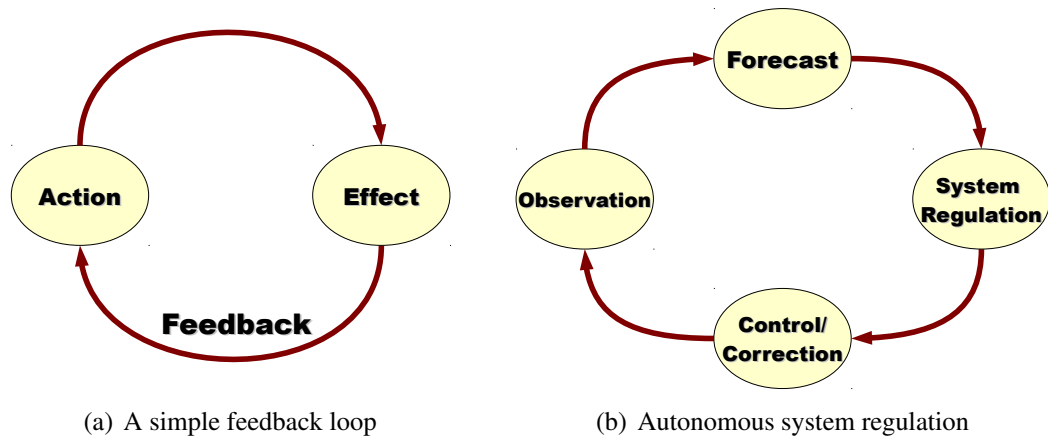 Action
Effect
Feedback
(a) A simple feedback loop
Forecast
Observation
System
Regulation
Control/
Correction
(b) Autonomous system regulation